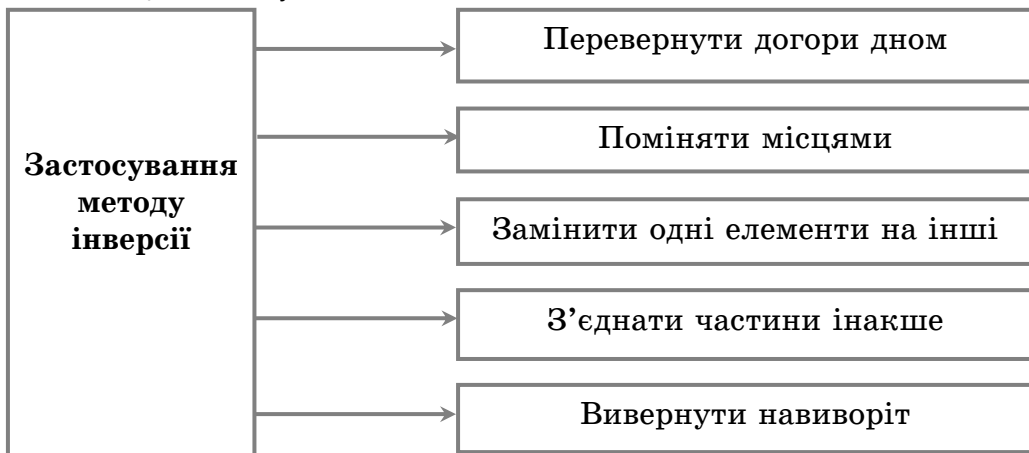 Застосування
методу
інверсії
Перевернути догори дном
Поміняти місцями
Замінити одні елементи на інші
З’єднати частини інакше
Вивернути навиворіт